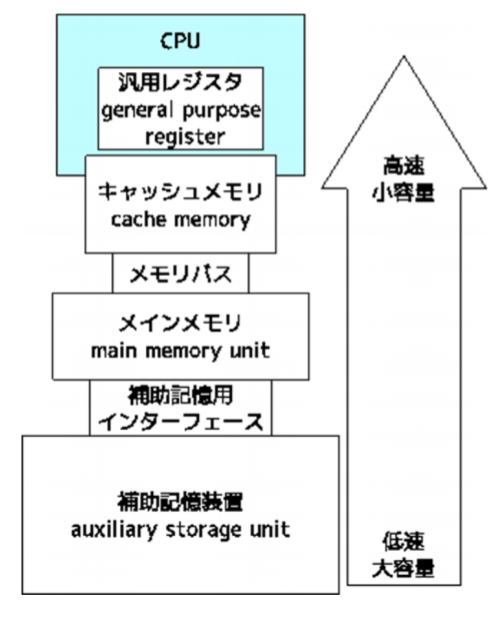 CPU
汎用レジスタ
general purpose
register
キャッシュメモリ
cache memory
メモリバス
メインメモリ
main memory unit
補助記憶用
インターフェース
補助記憶装置
auxiliary storage unit
高速
小容量
低速
大容量